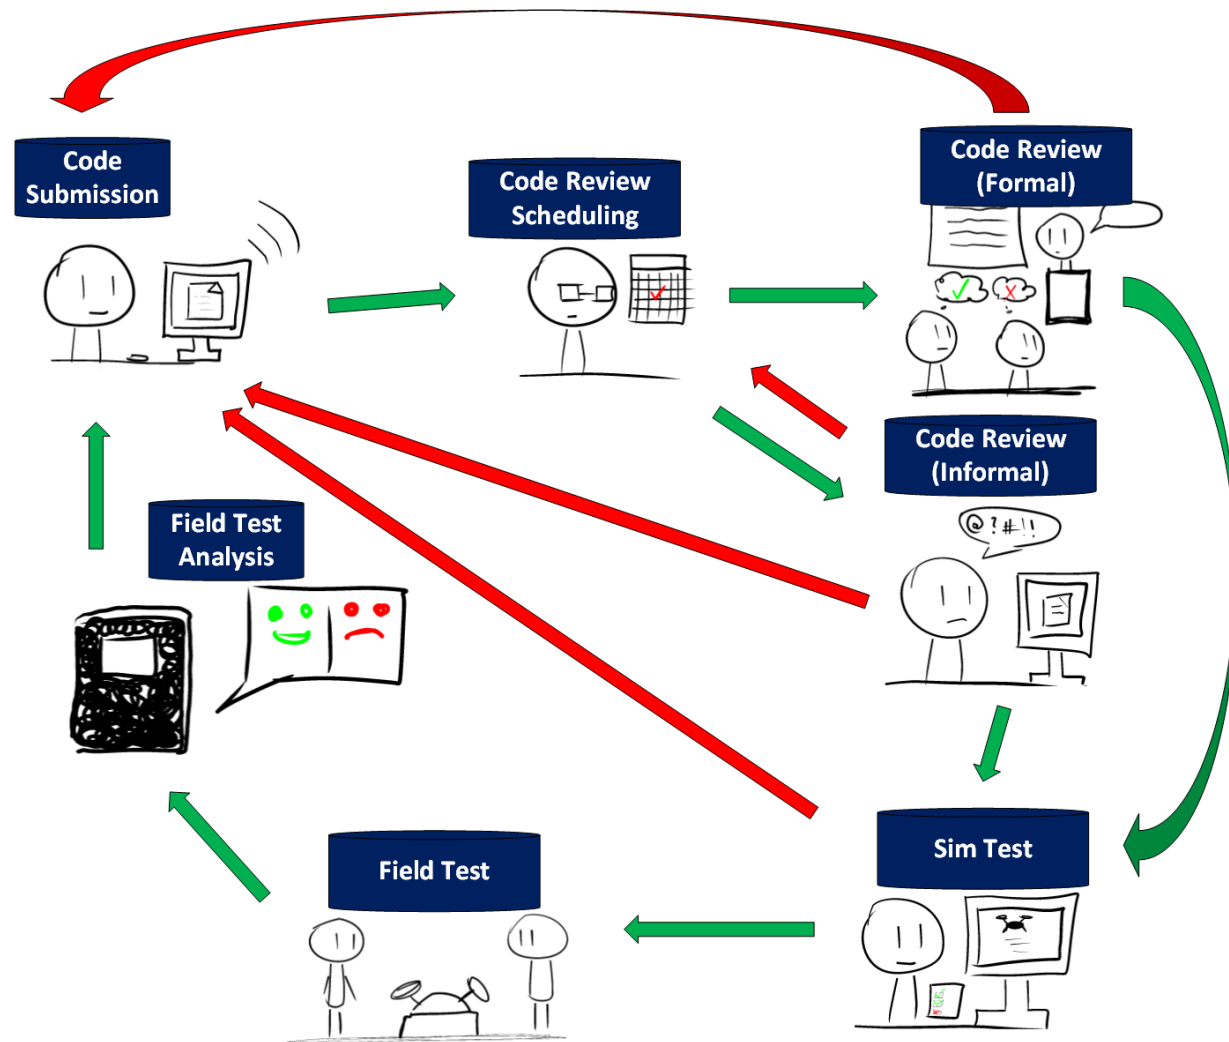 Code
Submission
Code Review
Scheduling
Code Review
(Formal)
Code Review
(Informal)
@?#!!
Field Test
Analysis
Sim Test
Field Test